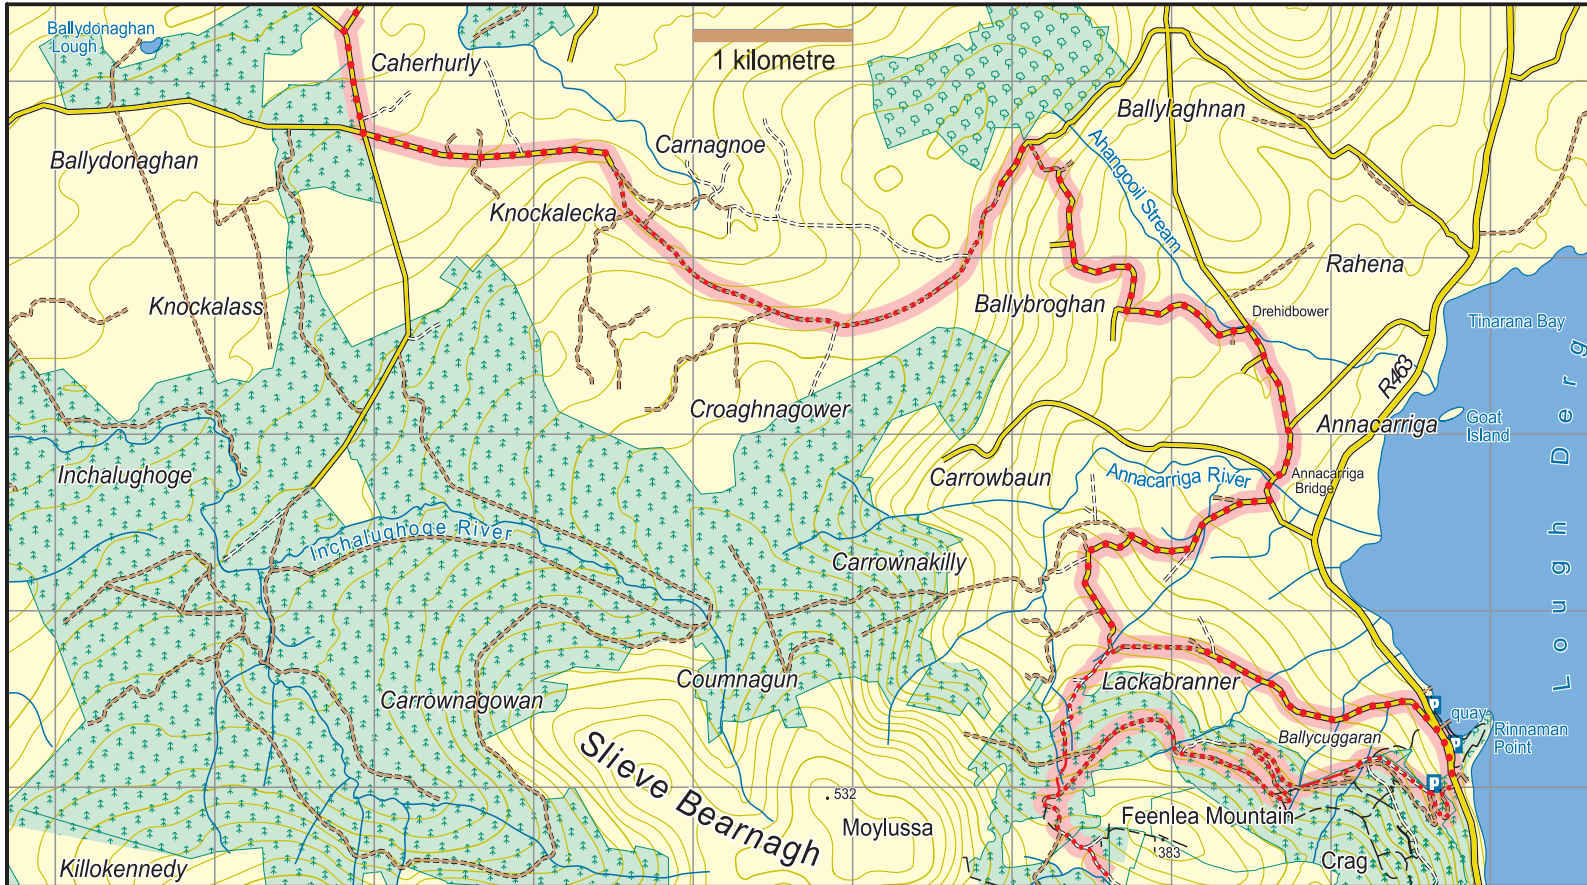 Ballydonaghan
Lough
Caherhurly
1 kilometre
Ballylaghnan
Ballydonaghan
Carnagnoe
Ahangooil Stream
Knockalecka
Rahena
Knockalass
Ballybroghan
Drehidbower
Tinarana Bay
R463
Croaghnagower
Annacarriga
Goat
Island
Lough Derg
Inchalughoge
Carrowbaun
Annacarriga River
Annacarriga
Bridge
Inchalughoge River
Carrownakilly
Coumnagun
Lackabranner
Carrownagowan
P
quay
Rinnaman
Point
Ballycuggaran
P
P
Slieve Bearnagh
.532
Moylussa
Feenlea Mountain
.383
Crag
Killokennedy